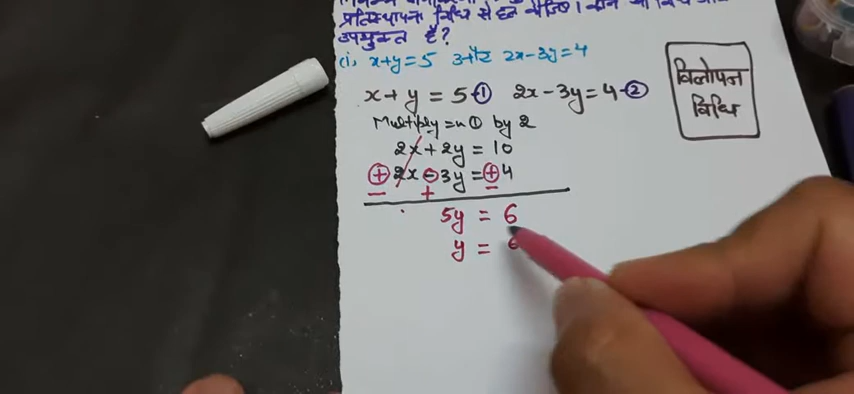 प्रतिस्थापना विधि से हल कीजिए। कौन सी विधि
उपयुक्त है?
(i) x+y=5 और 2x-3y=4
x+y=5-① 2x-3y=4-②
विलोपन
विधि
Multiply =n ① by 2
2x+2y=10
+2x-3y=+4
- + -
5y=6
y=